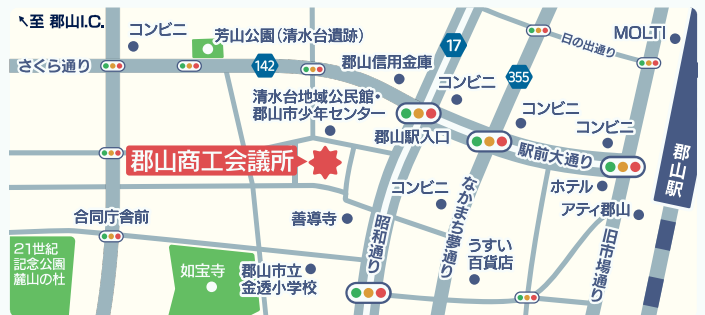 至 郡山I.C.
コンビニ
芳山公園(清水台遺跡)
さくら通り
142
郡山信用金庫
17
日の出通り
MOLTI
355
コンビニ
清水台地域公民館・
郡山市少年センター
コンビニ
コンビニ
郡山駅入口
駅前大通り
郡山駅
郡山商工会議所
コンビニ
なかまち夢通り
ホテル
アティ郡山
合同庁舎前
善導寺
昭和通り
旧市場通り
うすい
百貨店
21世紀
記念公園
麓山の杜
如宝寺
郡山市立
金透小学校